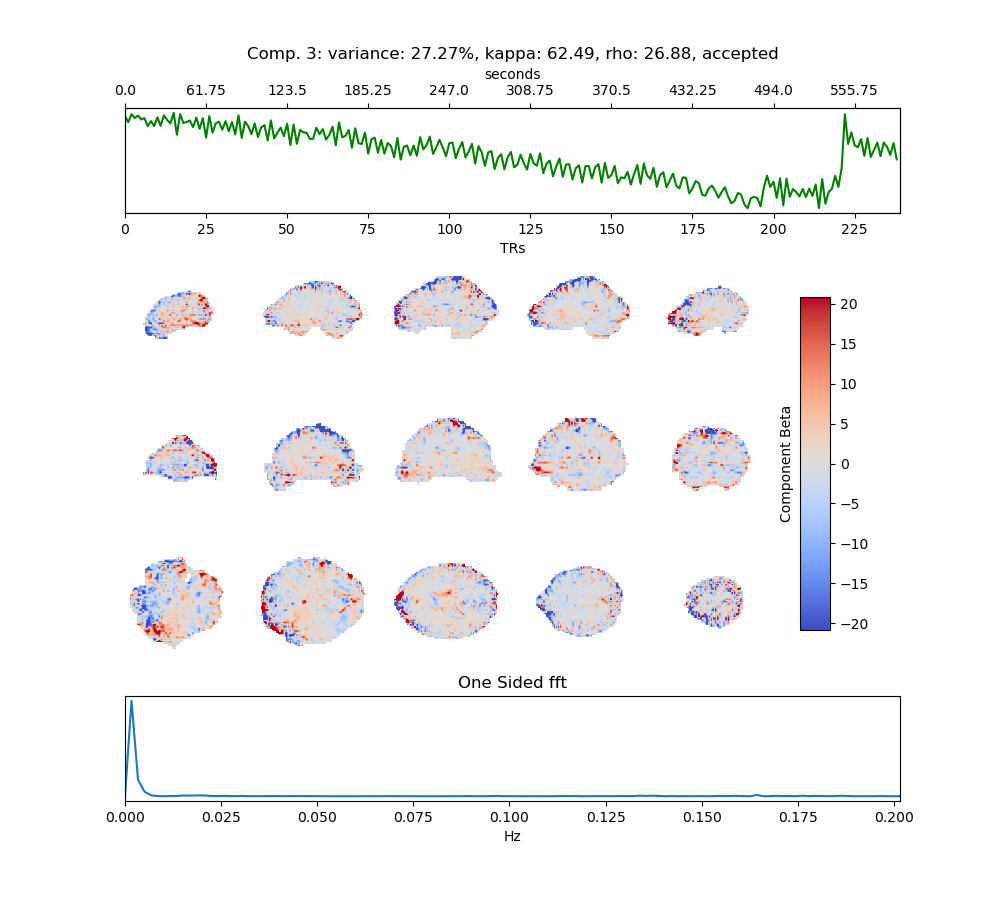 Comp. 3: variance: 27.27%, kappa: 62.49, rho: 26.88, accepted
seconds
0.0 61.75 123.5 185.25 247.0 308.75 370.5 432.25 494.0 555.75
0 25 50 75 100 125 150 175 200 225
TRs
20
15
10
5
0
−5
−10
−15
−20
Component Beta
One Sided fft
0.000 0.025 0.050 0.075 0.100 0.125 0.150 0.175 0.200
Hz